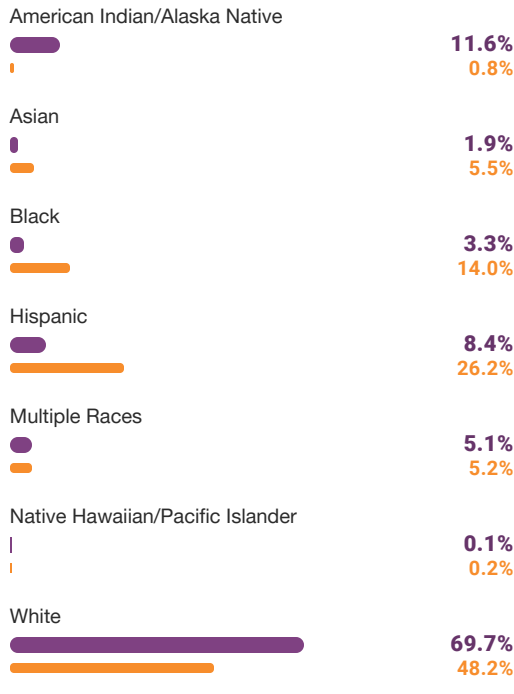 American Indian/Alaska Native
11.6%
0.8%
Asian
1.9%
5.5%
Black
3.3%
14.0%
Hispanic
8.4%
26.2%
Multiple Races
5.1%
5.2%
Native Hawaiian/Pacific Islander
0.1%
0.2%
White
69.7%
48.2%